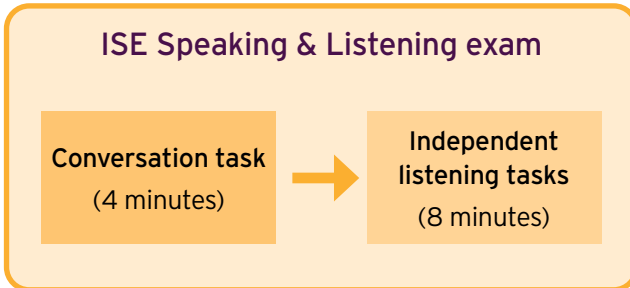 ISE Speaking & Listening exam
Conversation task
(4 minutes)
Independent
listening tasks
(8 minutes)